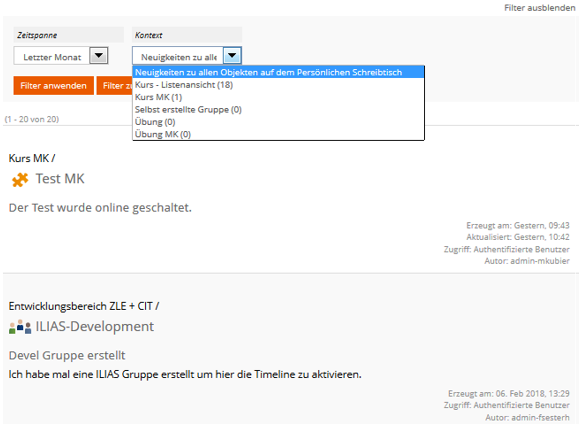 Filter ausblenden
Zeitspanne Kontext
Letzter Monat Neuigkeiten zu alle
Neuigkeiten zu allen Objekten auf dem Persönlichen Schreibtisch
Filter anwenden Filter Kurs - Listenansicht (18)
Kurs MK (1)
Selbst erstellte Gruppe (0)
(1 - 20 von 20) Übung (0)
Übung MK (0)
Kurs MK /
Test MK
Der Test wurde online geschaltet.
Erzeugt am: Gestern, 09:43
Aktualisiert: Gestern, 10:42
Zugriff: Authentifizierte Benutzer
Autor: admin-mkubier
Entwicklungsbereich ZLE + CIT /
ILIAS-Development
Devel Gruppe erstellt
Ich habe mal eine ILIAS Gruppe erstellt um hier die Timeline zu aktivieren.
Erzeugt am: 06. Feb 2018, 13:29
Zugriff: Authentifizierte Benutzer
Autor: admin-fsesterh